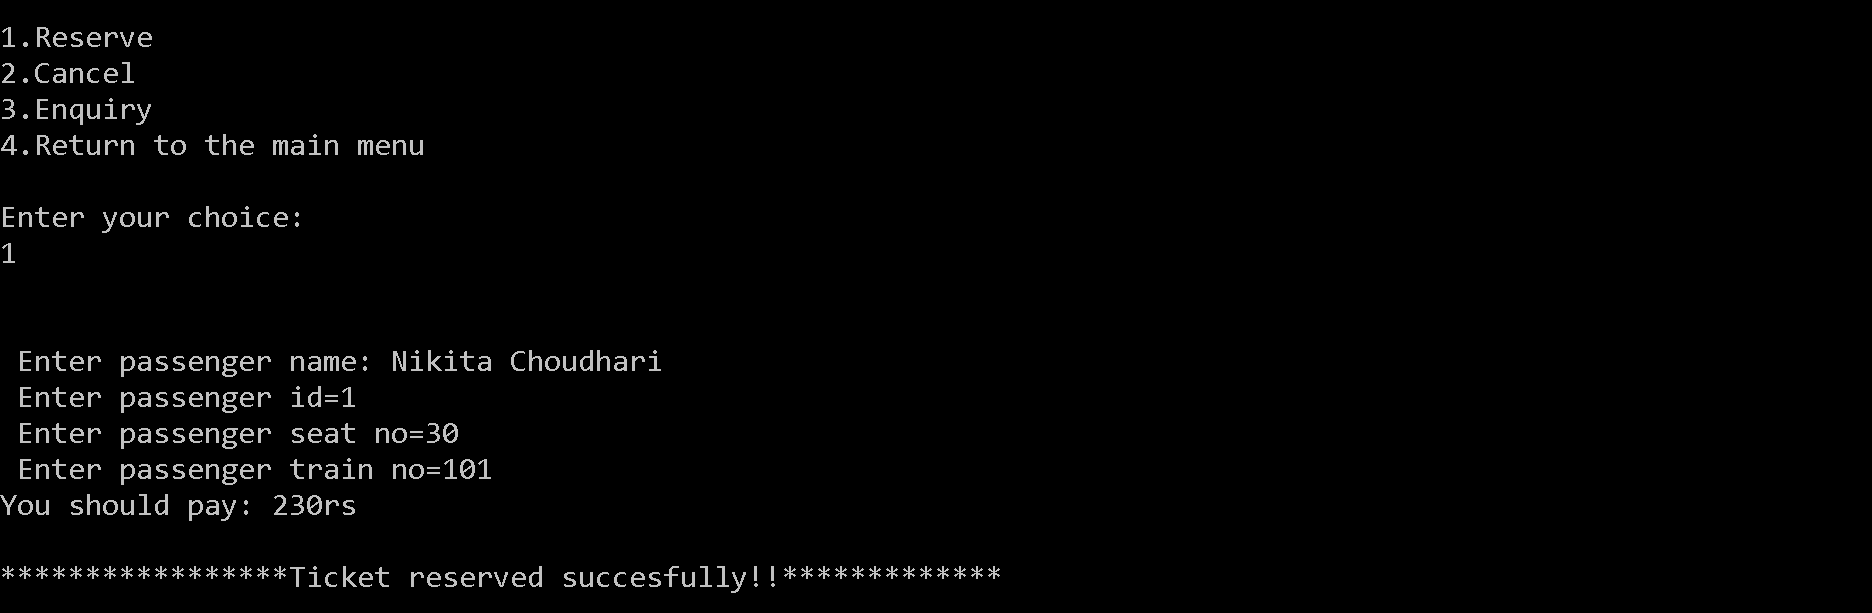 1.Reserve
2.Cancel
3.Enquiry
4.Return to the main menu
Enter your choice:
1
Enter passenger name: Nikita Choudhari
Enter passenger id=1
Enter passenger seat no=30
Enter passenger train no=101
You should pay: 230rs
*****************Ticket reserved succesfully!!*************